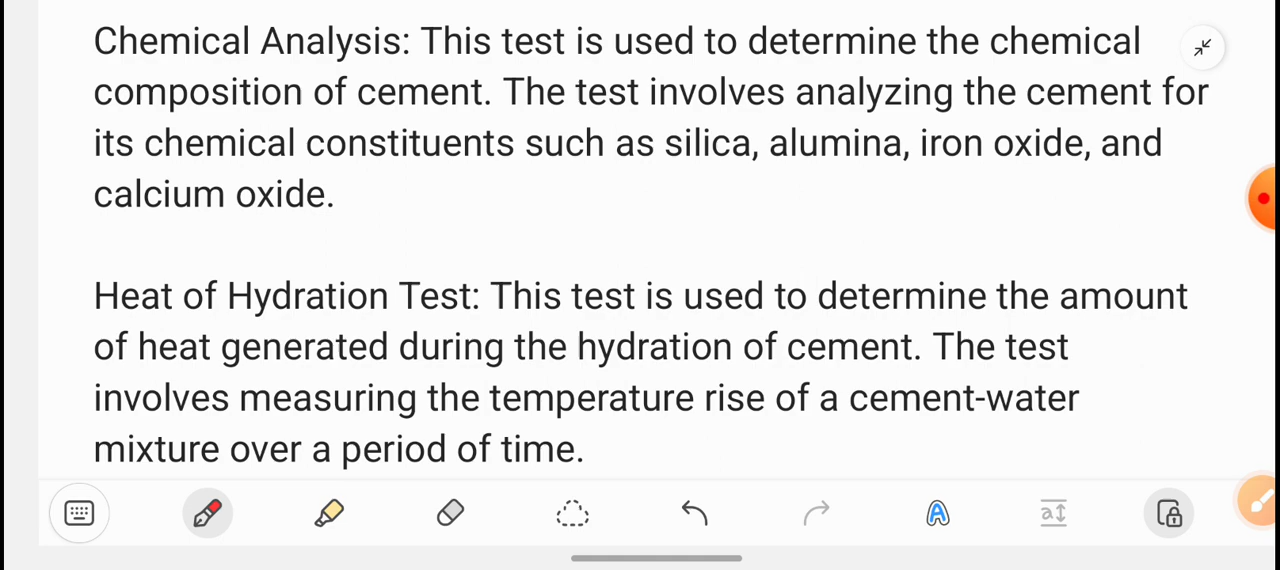 Chemical Analysis: This test is used to determine the chemical
composition of cement. The test involves analyzing the cement for
its chemical constituents such as silica, alumina, iron oxide, and
calcium oxide.
Heat of Hydration Test: This test is used to determine the amount
of heat generated during the hydration of cement. The test
involves measuring the temperature rise of a cement-water
mixture over a period of time.